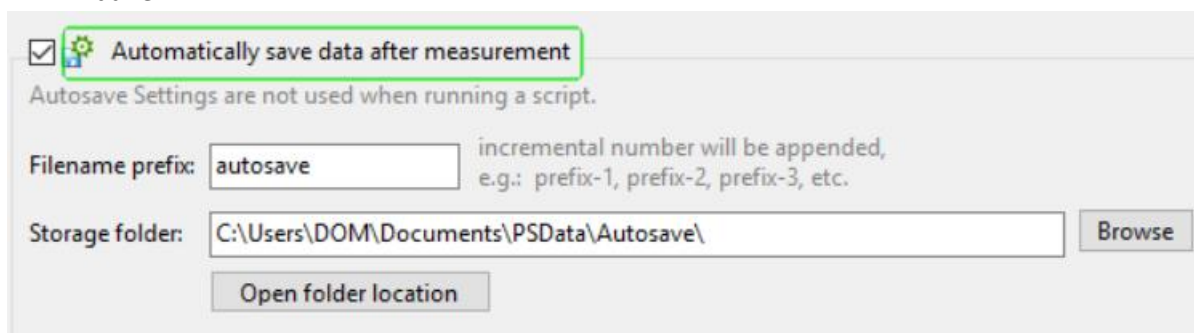 Automatically save data after measurement
Autosave Settings are not used when running a script.
Filename prefix: autosave incremental number will be appended,
e.g.: prefix-1, prefix-2, prefix-3, etc.
Storage folder: C:\Users\DOM\Documents\PSData\Autosave\ Browse
Open folder location